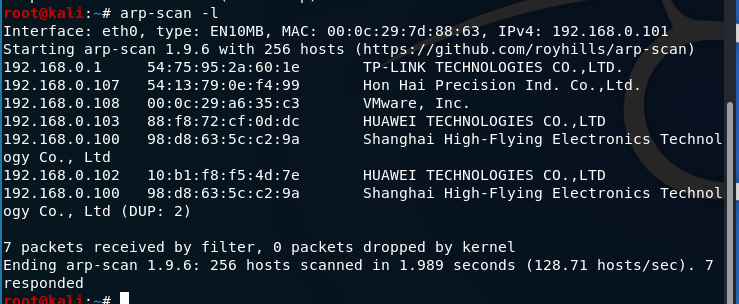 root@kali:~# arp-scan -l
Interface: eth0, type: EN10MB, MAC: 00:0c:29:7d:88:63, IPv4: 192.168.0.101
Starting arp-scan 1.9.6 with 256 hosts (https://github.com/royhills/arp-scan)
192.168.0.1 54:75:95:2a:60:1e TP-LINK TECHNOLOGIES CO.,LTD.
192.168.0.107 54:13:79:0e:f4:99 Hon Hai Precision Ind. Co.,Ltd.
192.168.0.108 00:0c:29:a6:35:c3 VMware, Inc.
192.168.0.103 88:f8:72:cf:0d:dc HUAWEI TECHNOLOGIES CO.,LTD
192.168.0.100 98:d8:63:5c:c2:9a Shanghai High-Flying Electronics Technol
ogy Co., Ltd
192.168.0.102 10:b1:f8:f5:4d:7e HUAWEI TECHNOLOGIES CO.,LTD
192.168.0.100 98:d8:63:5c:c2:9a Shanghai High-Flying Electronics Technol
ogy Co., Ltd (DUP: 2)
7 packets received by filter, 0 packets dropped by kernel
Ending arp-scan 1.9.6: 256 hosts scanned in 1.989 seconds (128.71 hosts/sec). 7
responded
root@kali:~#